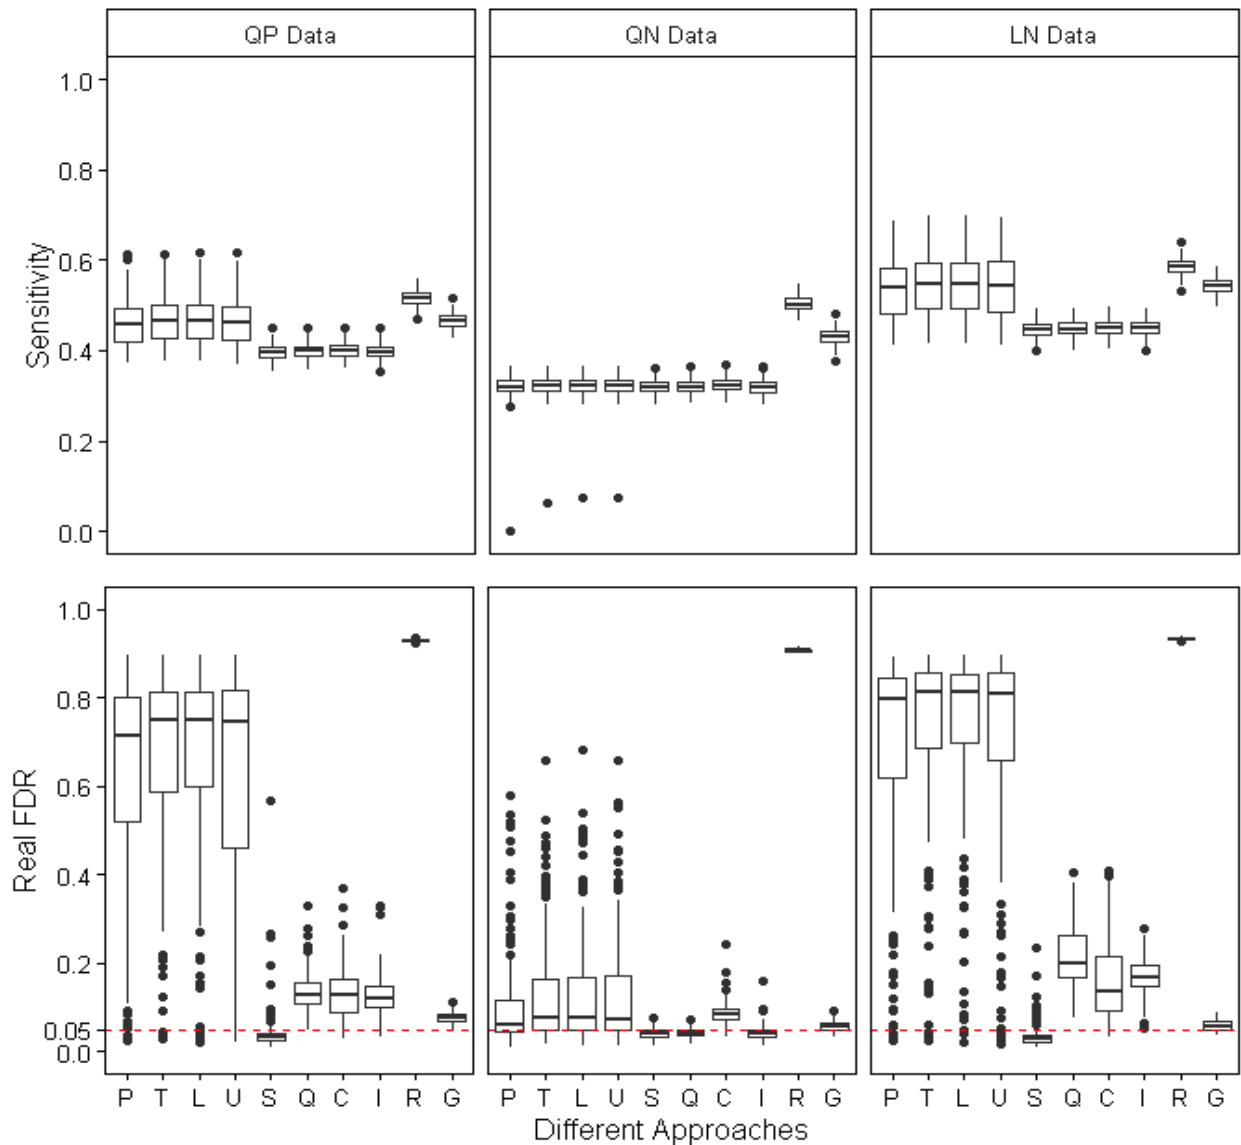 QP Data QN Data LN Data
1.0
0.8
0.6
0.4
0.2
0.0
Sensitivity
1.0
0.8
0.6
0.4
0.2
0.05
0.0
Real FDR
P T L U S Q C I R G P T L U S Q C I R G P T L U S Q C I R G
Different Approaches